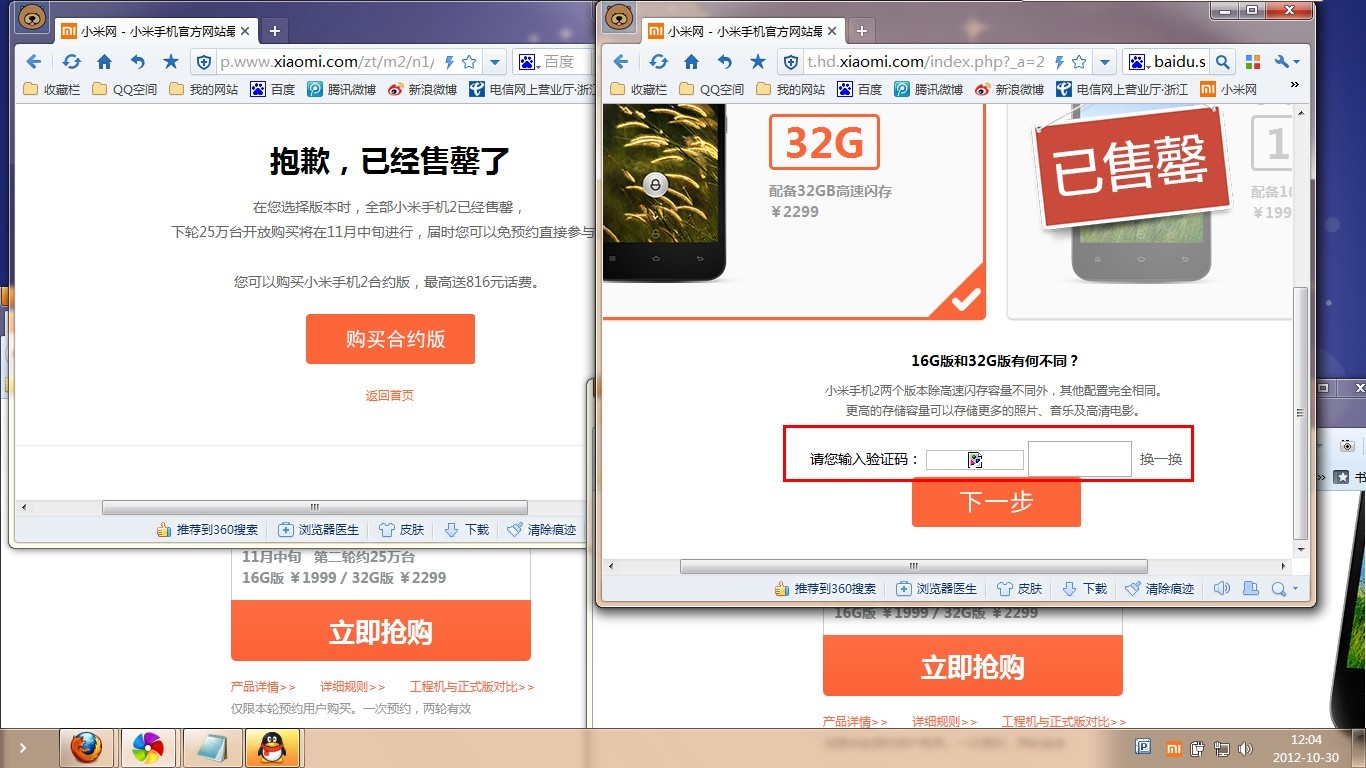 小米网 - 小米手机官方网站最
p.www.xiaomi.com/zt/m2/n1/
百度
收藏栏 QQ空间 我的网站 百度 腾讯微博 新浪微博 电信网上营业厅·浙江
抱歉，已经售罄了
在您选择版本时，全部小米手机2已经售罄，
下轮25万台开放购买将在11月中旬进行，届时您可以免预约直接参与
您可以购买小米手机2合约版，最高送816元话费。
购买合约版
返回首页
推荐到360搜索 浏览器医生 皮肤 下载 清除痕迹
11月中旬 第二轮约25万台
16G版 ￥1999 / 32G版 ￥2299
立即抢购
产品详情>> 详细规则>> 工程机与正式版对比>>
仅限本轮预约用户购买。一次预约，两轮有效
小米网 - 小米手机官方网站最
t.hd.xiaomi.com/index.php?_a=2
baidu.s
收藏栏 QQ空间 我的网站 百度 腾讯微博 新浪微博 电信网上营业厅·浙江 小米网 »
32G
配备32GB高速闪存
￥2299
已售罄
1
配备16
￥199
16G版和32G版有何不同？
小米手机2两个版本除高速闪存容量不同外，其他配置完全相同。
更高的存储容量可以存储更多的照片、音乐及高清电影。
请您输入验证码： 换一换
下一步
推荐到360搜索 浏览器医生 皮肤 下载 清除痕迹
» 书
16G版 ￥1999 / 32G版 ￥2299
立即抢购
产品详情>> 详细规则>> 工程机与正式版对比>>
12:04
2012-10-30